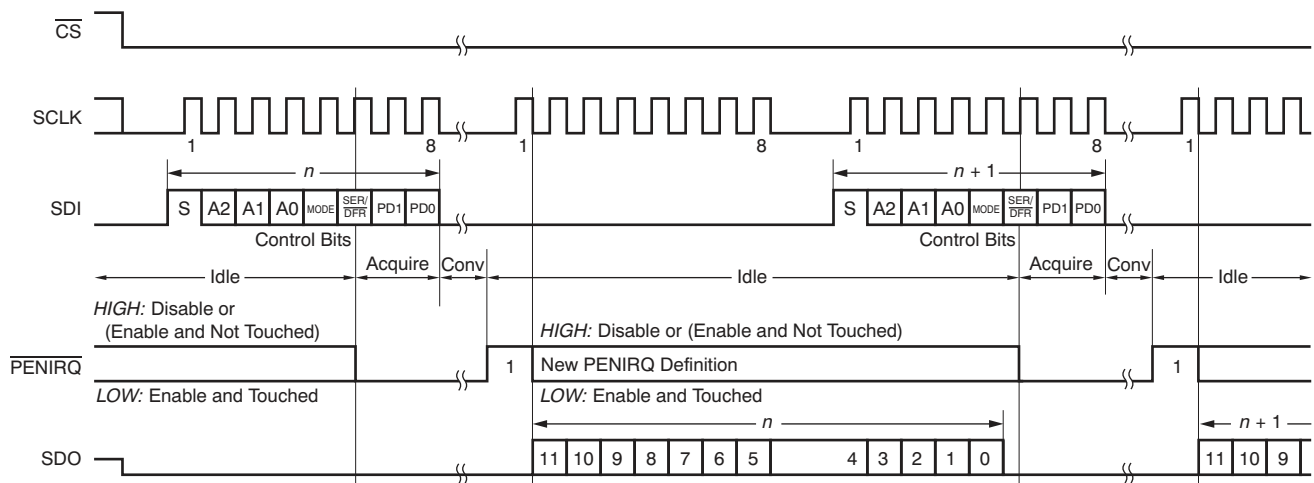 CS
SCLK
1 8 1 8 1 8 1
n n + 1
SDI S A2 A1 A0 MODE SER/DFR PD1 PD0 S A2 A1 A0 MODE SER/DFR PD1 PD0
Control Bits Control Bits
Idle Acquire Conv Idle Acquire Conv Idle
HIGH: Disable or
(Enable and Not Touched)
HIGH: Disable or (Enable and Not Touched)
PENIRQ 1 New PENIRQ Definition 1
LOW: Enable and Touched LOW: Enable and Touched
n n + 1
SDO 11 10 9 8 7 6 5 4 3 2 1 0 11 10 9